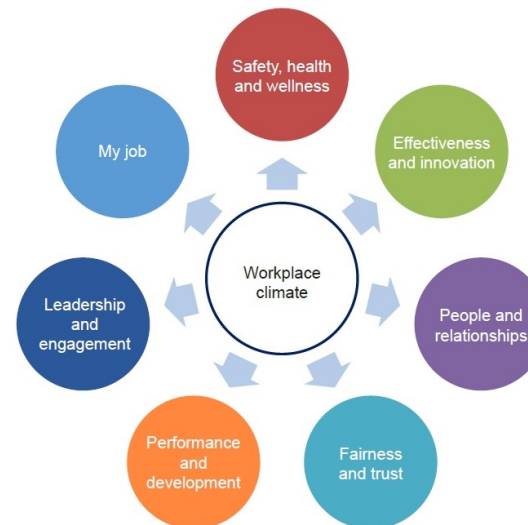 Safety, health
and wellness
Effectiveness
and innovation
People and
relationships
Fairness
and trust
Performance
and
development
Leadership
and
engagement
My job
Workplace
climate